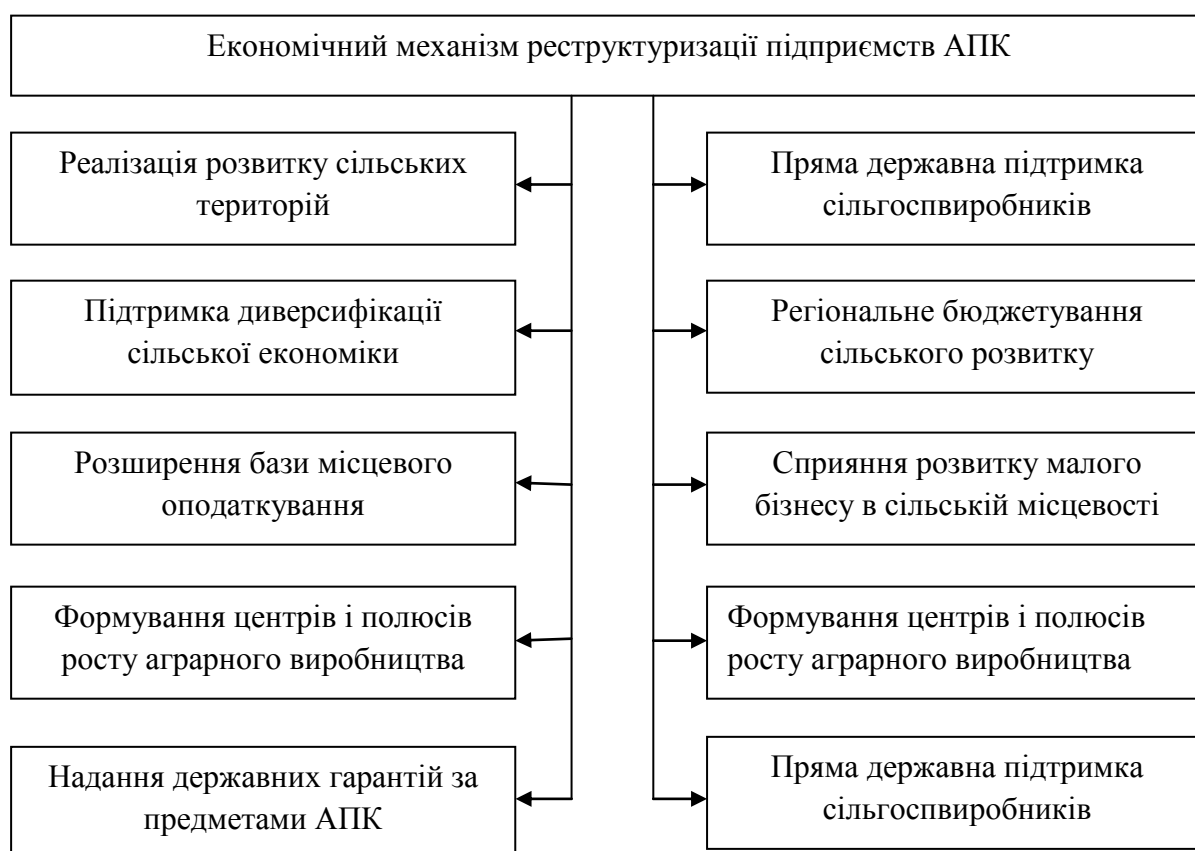 Економічний механізм реструктуризації підприємств АПК
Реалізація розвитку сільських
територій
Пряма державна підтримка
сільгоспвиробників
Підтримка диверсифікації
сільської економіки
Регіональне бюджетування
сільського розвитку
Розширення бази місцевого
оподаткування
Сприяння розвитку малого
бізнесу в сільській місцевості
Формування центрів і полюсів
росту аграрного виробництва
Формування центрів і полюсів
росту аграрного виробництва
Надання державних гарантій за
предметами АПК
Пряма державна підтримка
сільгоспвиробників